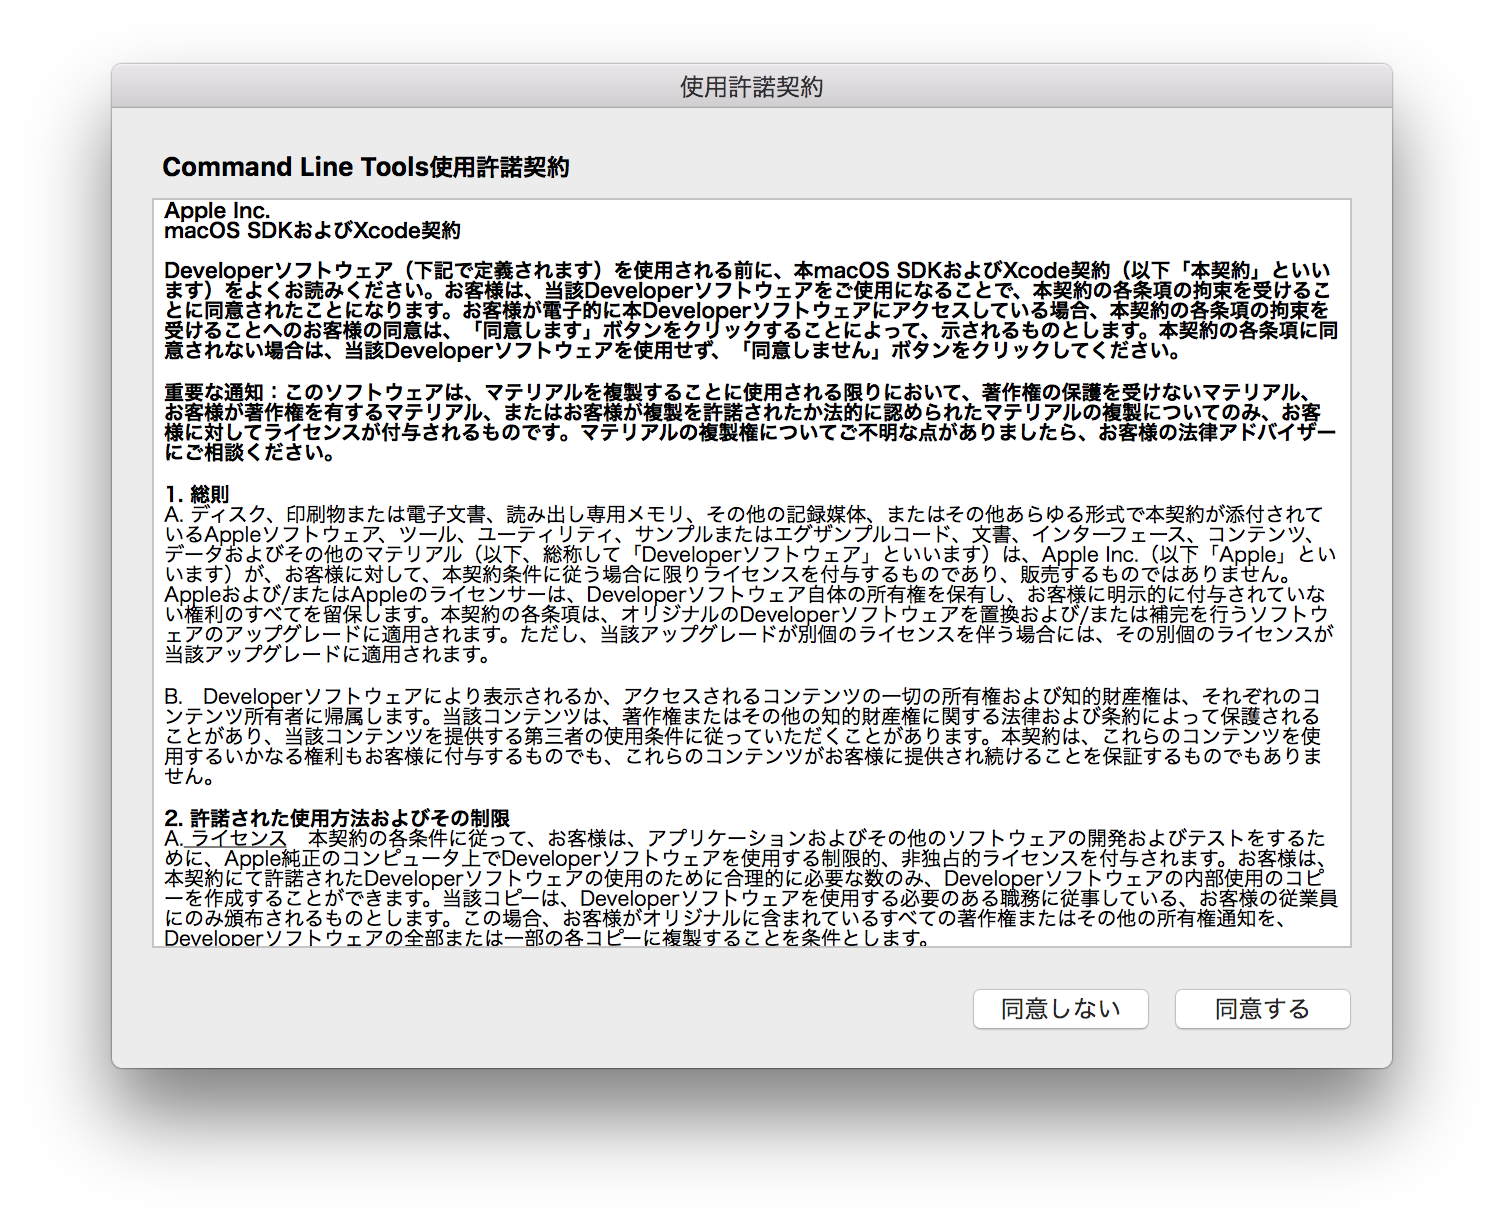 使用許諾契約
Command Line Tools使用許諾契約
Apple Inc.
macOS SDKおよびXcode契約
Developerソフトウェア（下記で定義されます）を使用される前に、本macOS SDKおよびXcode契約（以下「本契約」といい
ます）をよくお読みください。お客様は、当該Developerソフトウェアをご使用になることで、本契約の各条項の拘束を受けるこ
とに同意されたことになります。お客様が電子的に本Developerソフトウェアにアクセスしている場合、本契約の各条項の拘束を
受けることへのお客様の同意は、「同意します」ボタンをクリックすることによって、示されるものとします。本契約の各条項に同
意されない場合は、当該Developerソフトウェアを使用せず、「同意しません」ボタンをクリックしてください。
重要な通知：このソフトウェアは、マテリアルを複製することに使用される限りにおいて、著作権の保護を受けないマテリアル、
お客様が著作権を有するマテリアル、またはお客様が複製を許諾されたか法的に認められたマテリアルの複製についてのみ、お客
様に対してライセンスが付与されるものです。マテリアルの複製権についてご不明な点がありましたら、お客様の法律アドバイザー
にご相談ください。
1. 総則
A. ディスク、印刷物または電子文書、読み出し専用メモリ、その他の記録媒体、またはその他あらゆる形式で本契約が添付されて
いるAppleソフトウェア、ツール、ユーティリティ、サンプルまたはエグザンプルコード、文書、インターフェース、コンテンツ、
データおよびその他のマテリアル（以下、総称して「Developerソフトウェア」といいます）は、Apple Inc.（以下「Apple」とい
います）が、お客様に対して、本契約条件に従う場合に限りライセンスを付与するものであり、販売するものではありません。
Appleおよび/またはAppleのライセンサーは、Developerソフトウェア自体の所有権を保有し、お客様に明示的に付与されていな
い権利のすべてを留保します。本契約の各条項は、オリジナルのDeveloperソフトウェアを置換および/または補完を行うソフトウ
ェアのアップグレードに適用されます。ただし、当該アップグレードが別個のライセンスを伴う場合には、その別個のライセンスが
当該アップグレードに適用されます。
B.　Developerソフトウェアにより表示されるか、アクセスされるコンテンツの一切の所有権および知的財産権は、それぞれのコ
ンテンツ所有者に帰属します。当該コンテンツは、著作権またはその他の知的財産権に関する法律および条約によって保護される
ことがあり、当該コンテンツを提供する第三者の使用条件に従っていただくことがあります。本契約は、これらのコンテンツを使
用するいかなる権利もお客様に付与するものでも、これらのコンテンツがお客様に提供され続けることを保証するものでもありま
せん。
2. 許諾された使用方法およびその制限
A. ライセンス　本契約の各条件に従って、お客様は、アプリケーションおよびその他のソフトウェアの開発およびテストをするた
めに、Apple純正のコンピュータ上でDeveloperソフトウェアを使用する制限的、非独占的ライセンスを付与されます。お客様は、
本契約にて許諾されたDeveloperソフトウェアの使用のために合理的に必要な数のみ、Developerソフトウェアの内部使用のコピ
ーを作成することができます。当該コピーは、Developerソフトウェアを使用する必要のある職務に従事している、お客様の従業員
にのみ頒布されるものとします。この場合、お客様がオリジナルに含まれているすべての著作権またはその他の所有権通知を、
Developerソフトウェアの全部または一部の各コピーに複製することを条件とします。
同意しない
同意する